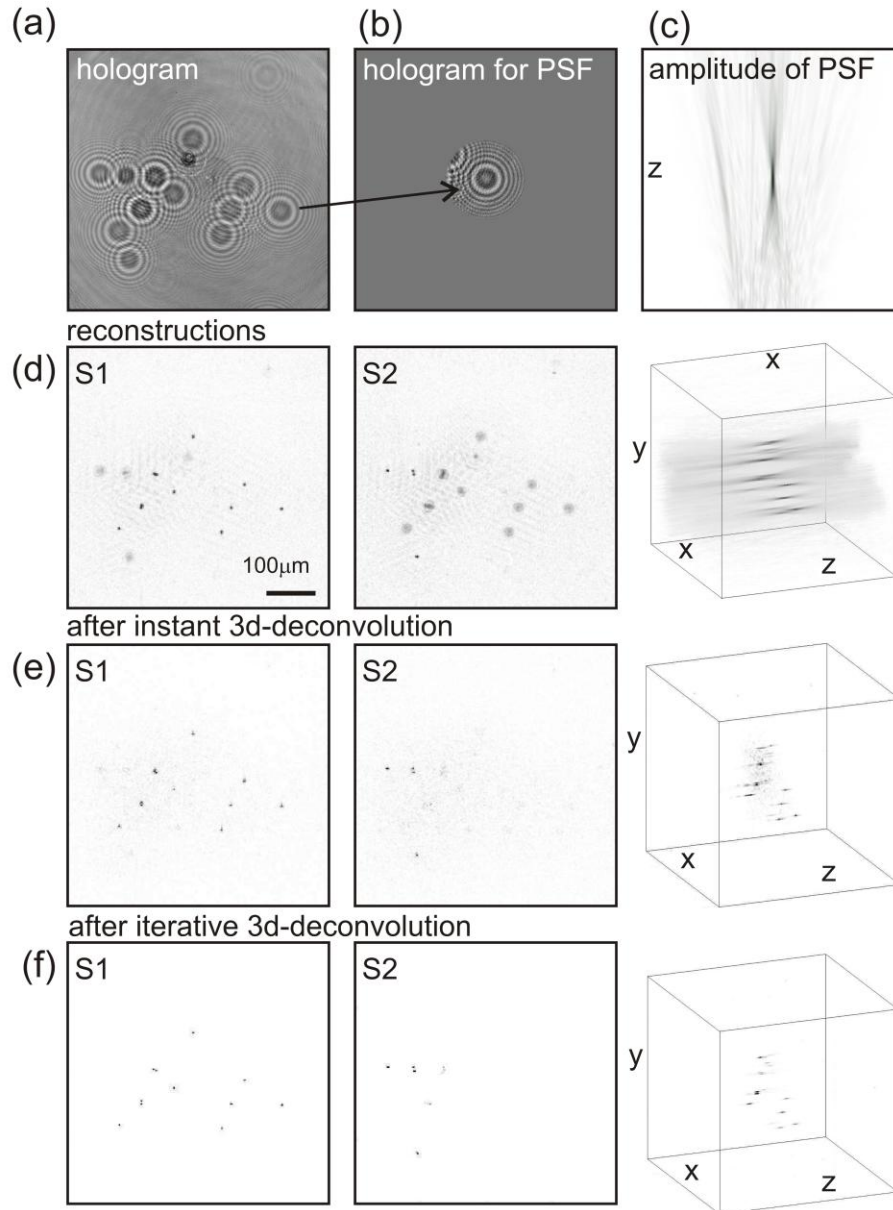 (a)
(b)
(c)
hologram
hologram for PSF
amplitude of PSF
z
reconstructions
(d)
S1
S2
x
y
100μm
x
z
after instant 3d-deconvolution
(e)
S1
S2
y
x
z
after iterative 3d-deconvolution
(f)
S1
S2
y
x
z